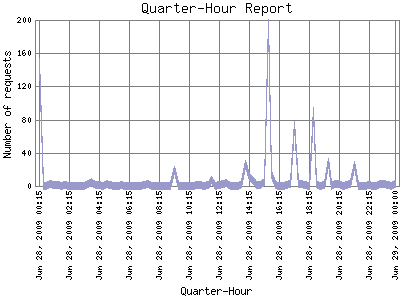 Quarter-Hour Report
Number of requests
200
160
120
80
40
0
Jun 28, 2009 00:15
Jun 28, 2009 02:15
Jun 28, 2009 04:15
Jun 28, 2009 06:15
Jun 28, 2009 08:15
Jun 28, 2009 10:15
Jun 28, 2009 12:15
Jun 28, 2009 14:15
Jun 28, 2009 16:15
Jun 28, 2009 18:15
Jun 28, 2009 20:15
Jun 28, 2009 22:15
Jun 29, 2009 00:00
Quarter-Hour